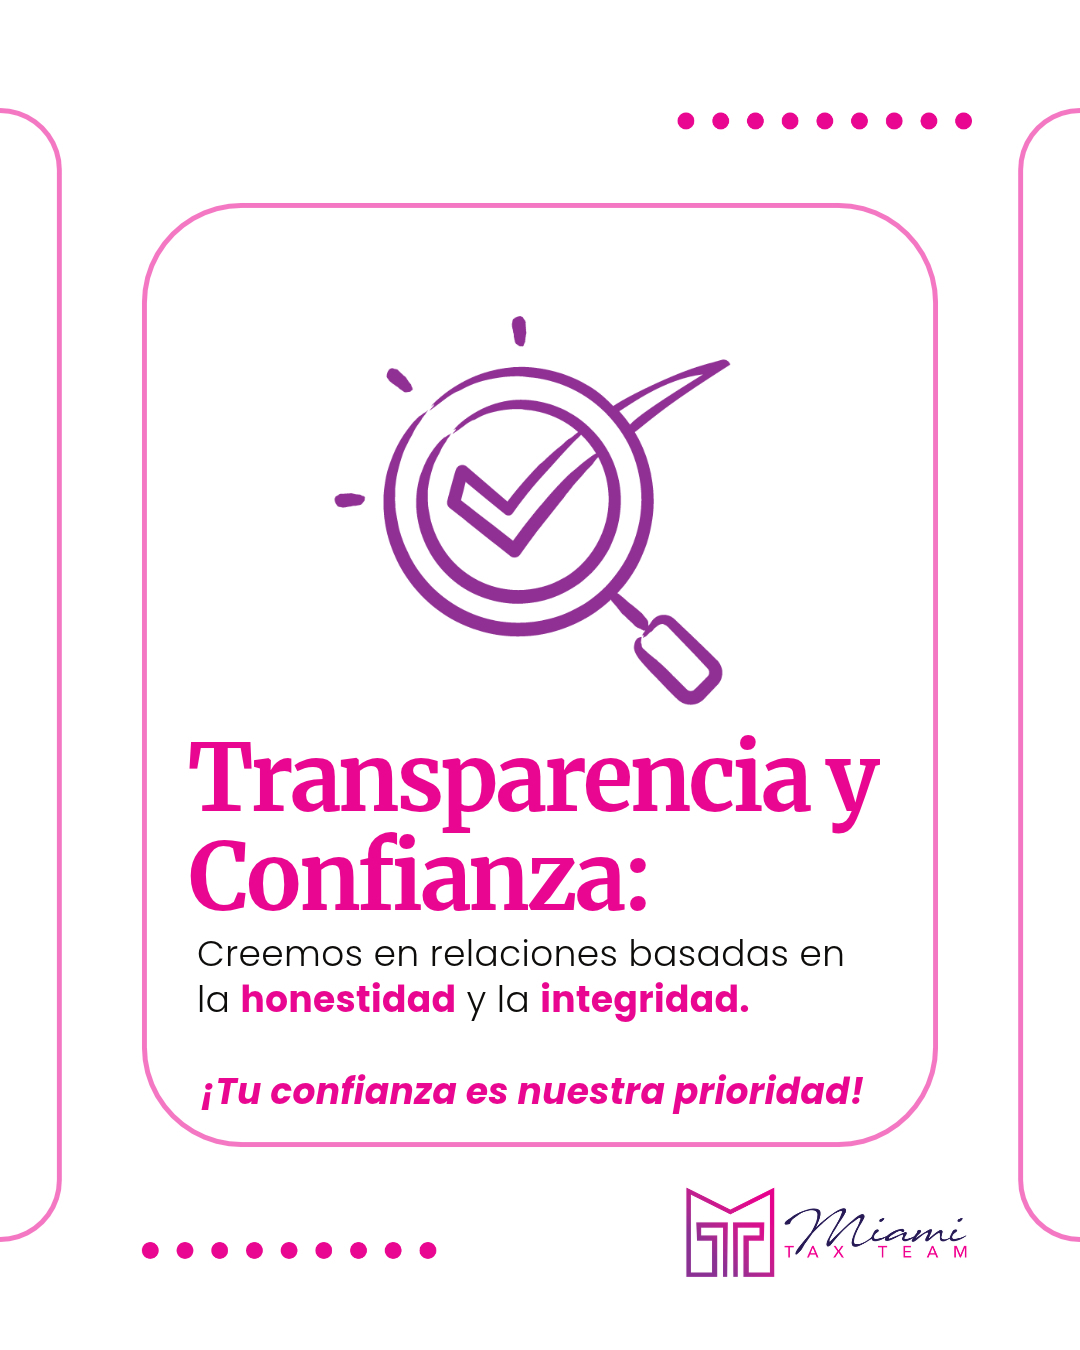 Transparencia y
Confianza:
Creemos en relaciones basadas en
la honestidad y la integridad.
¡Tu confianza es nuestra prioridad!
Miami
TAX TEAM